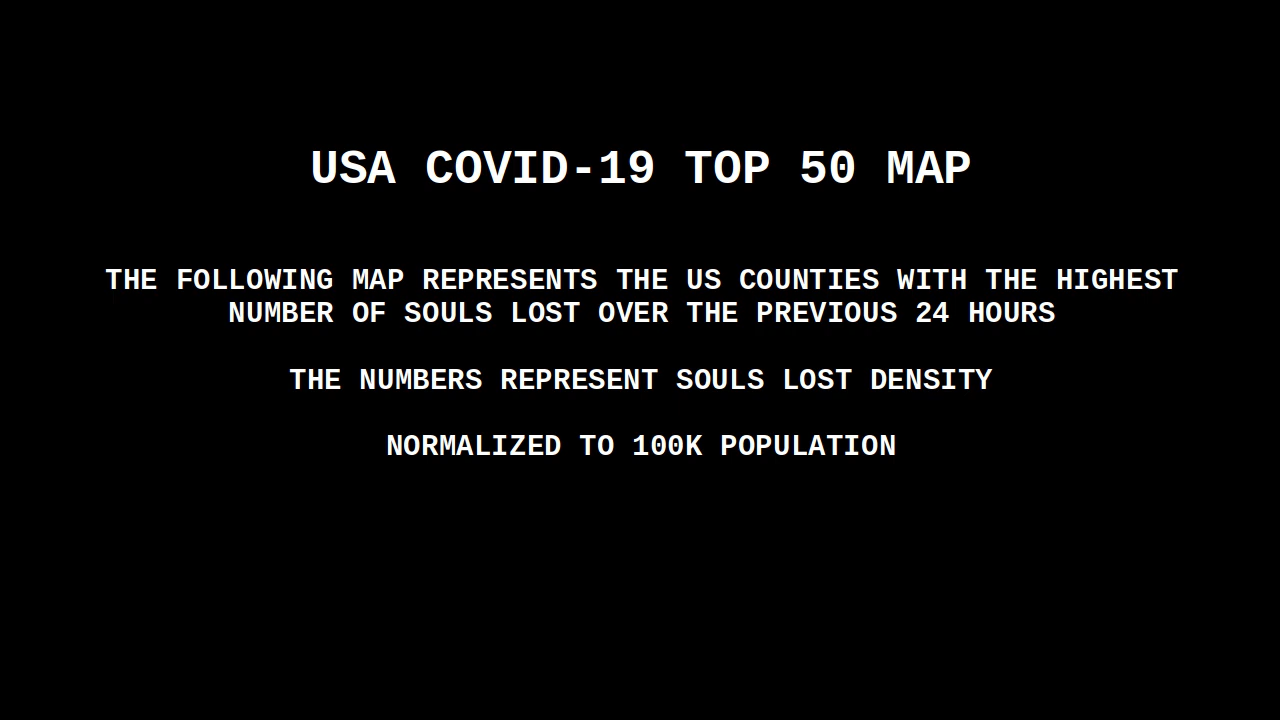 USA COVID-19 TOP 50 MAP
THE FOLLOWING MAP REPRESENTS THE US COUNTIES WITH THE HIGHEST
NUMBER OF SOULS LOST OVER THE PREVIOUS 24 HOURS
THE NUMBERS REPRESENT SOULS LOST DENSITY
NORMALIZED TO 100K POPULATION